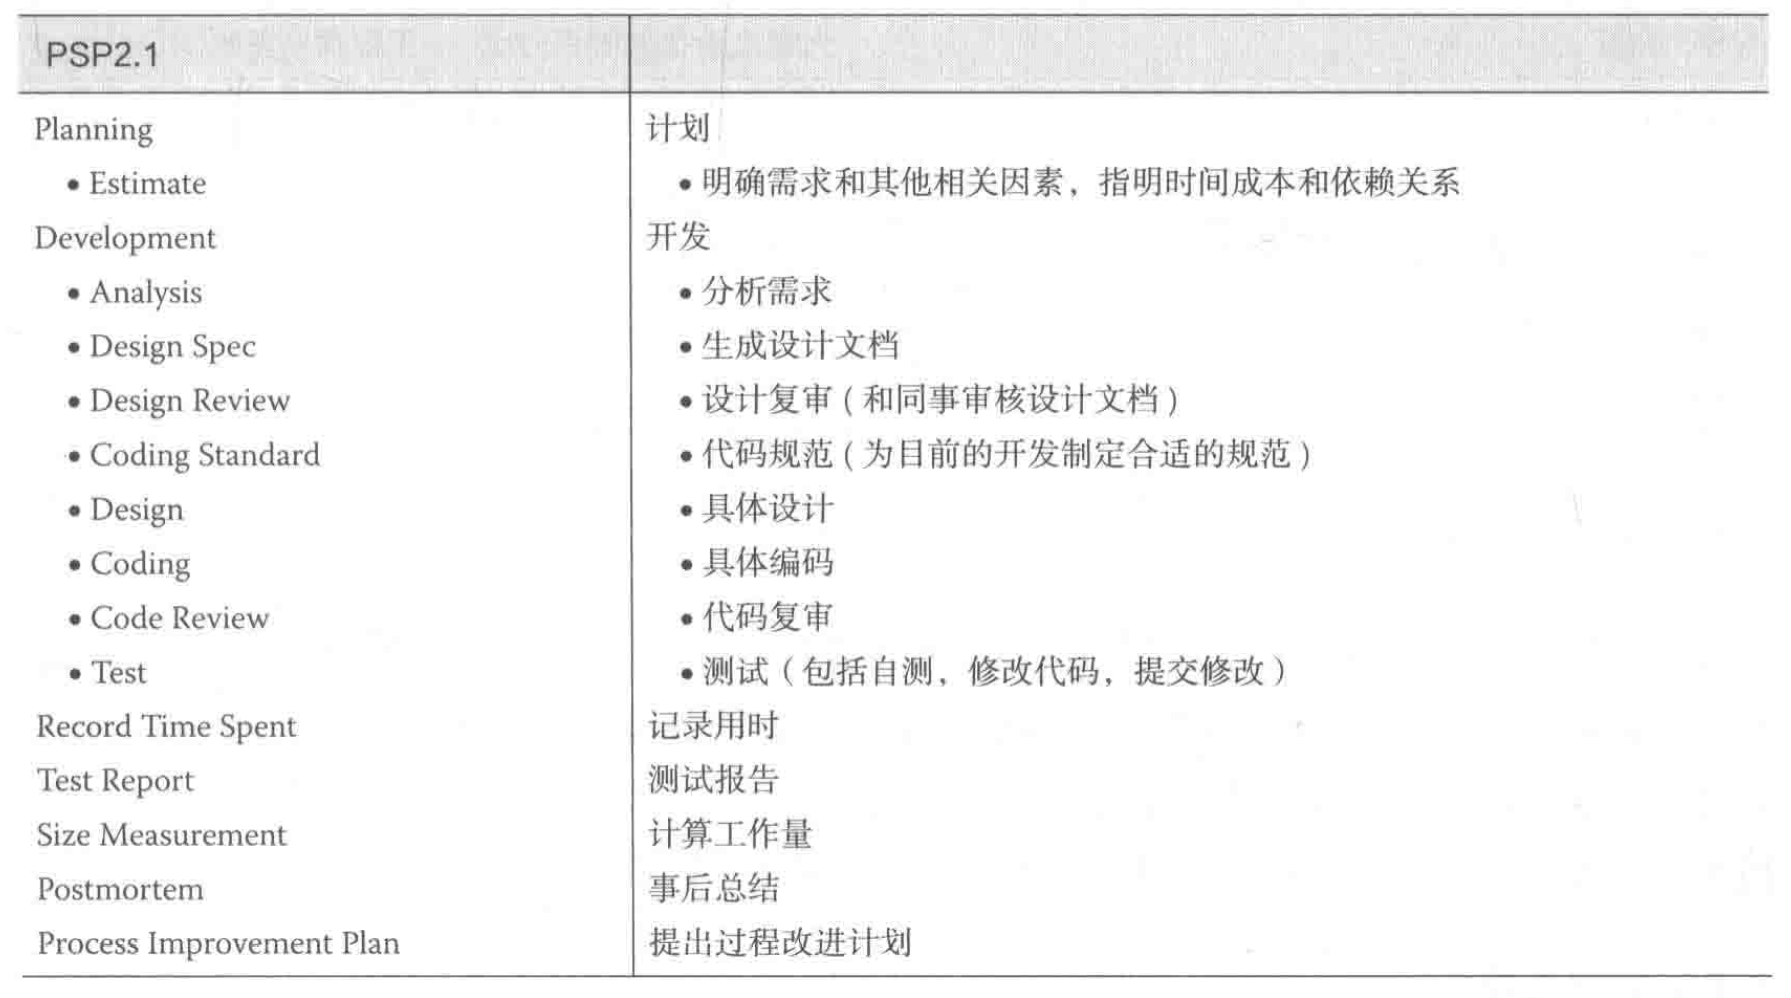 PSP2.1
Planning 计划
• Estimate • 明确需求和其他相关因素，指明时间成本和依赖关系
Development 开发
• Analysis • 分析需求
• Design Spec • 生成设计文档
• Design Review • 设计复审（和同事审核设计文档）
• Coding Standard • 代码规范（为目前的开发制定合适的规范）
• Design • 具体设计
• Coding • 具体编码
• Code Review • 代码复审
• Test • 测试（包括自测，修改代码，提交修改）
Record Time Spent 记录用时
Test Report 测试报告
Size Measurement 计算工作量
Postmortem 事后总结
Process Improvement Plan 提出过程改进计划